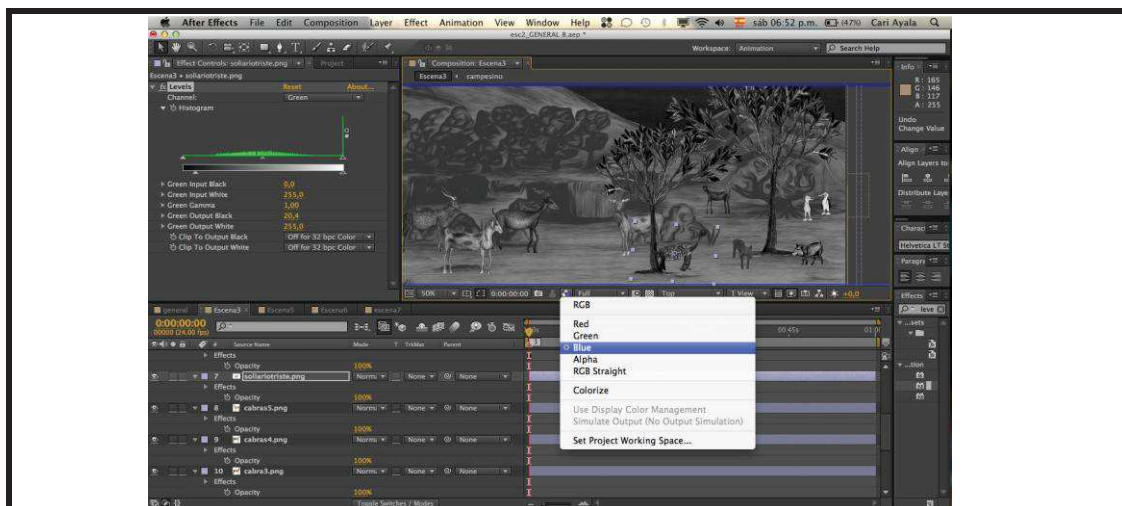 After Effects File Edit Composition Layer Effect Animation View Window Help sáb 06:52 p.m. (47%) Cari Ayala
esc2_GENERAL B.aep *
Workspace: Animation Search Help
Effect Controls: sollariotriste.png Project
Composition: Escena3
Info
Escena3 • sollariotriste.png
Escena3 campesino
R: 165
G: 146
B: 117
A: 255
fx Levels Reset About...
Channel: Green
Histogram
Undo
Change Value
Align
Align Layers to
Distribute Laye
Green Input Black 0,0
Green Input White 255,0
Green Gamma 1,00
Green Output Black 20,4
Green Output White 255,0
Clip To Output Black Off for 32 bpc Color
Clip To Output White Off for 32 bpc Color
Charac
Helvetica LT St
Paragr
50% 0:00:00:00 Full Top 1 View +0,0
RGB
Red
Green
Blue
Alpha
RGB Straight
Colorize
Use Display Color Management
Simulate Output (No Output Simulation)
Set Project Working Space...
Effects
leve
general Escena3 Escena5 Escena6 escena7
0:00:00:00
00000 (24.00 fps)
00:45s
# Source Name Mode T TrkMat Parent
Effects
Opacity 100%
7 sollariotriste.png Norm None None
Effects
Opacity 100%
8 cabras5.png Norm None None
Effects
Opacity 100%
9 cabras4.png Norm None None
Effects
Opacity 100%
10 cabra3.png Norm None None
Effects
Opacity 100%
Toggle Switches / Modes